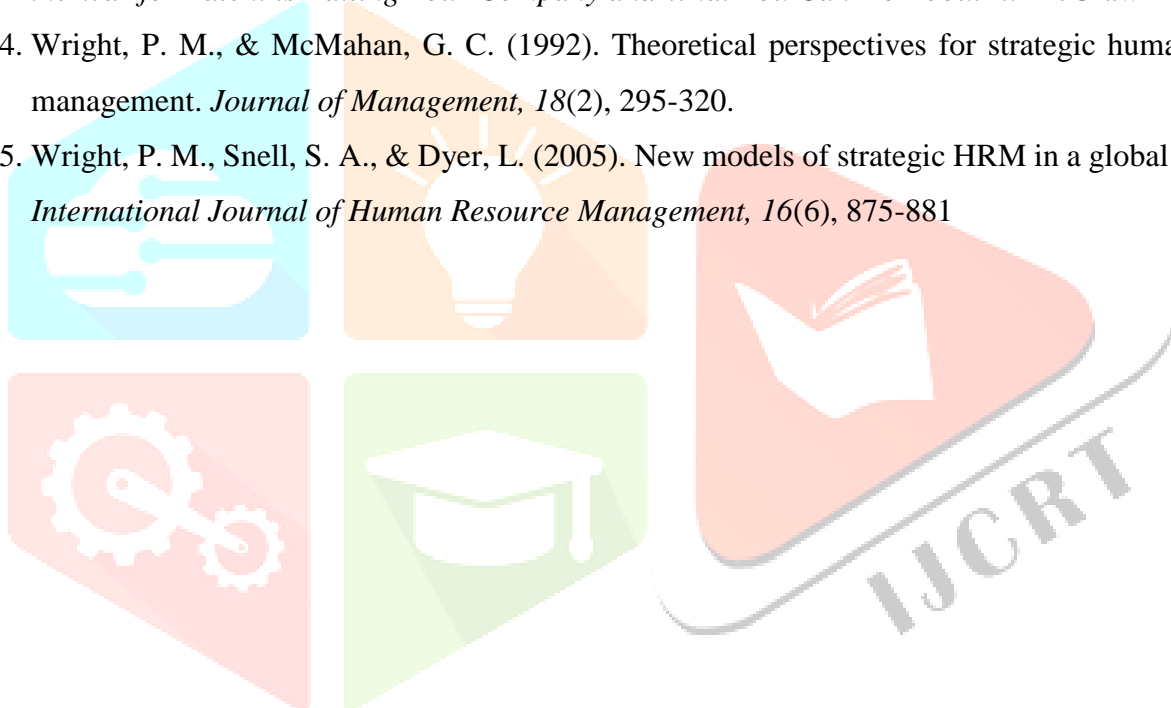 4. Wright, P. M., & McMahan, G. C. (1992). Theoretical perspectives for strategic huma
management. Journal of Management, 18(2), 295-320.
5. Wright, P. M., Snell, S. A., & Dyer, L. (2005). New models of strategic HRM in a global
International Journal of Human Resource Management, 16(6), 875-881
IJCRT